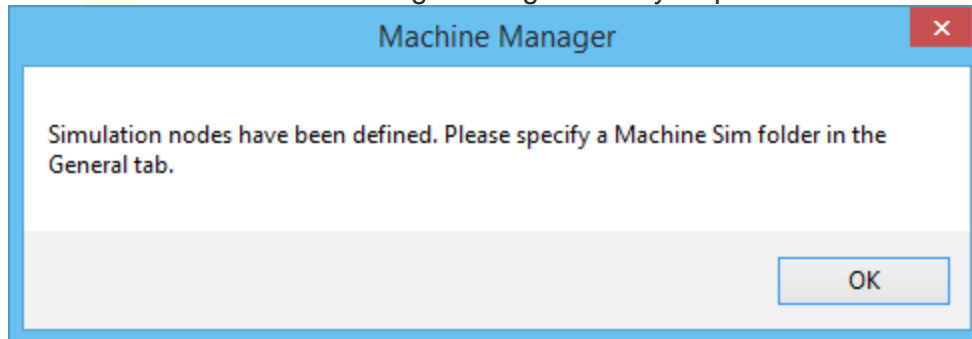 Machine Manager
Simulation nodes have been defined. Please specify a Machine Sim folder in the
General tab.
OK